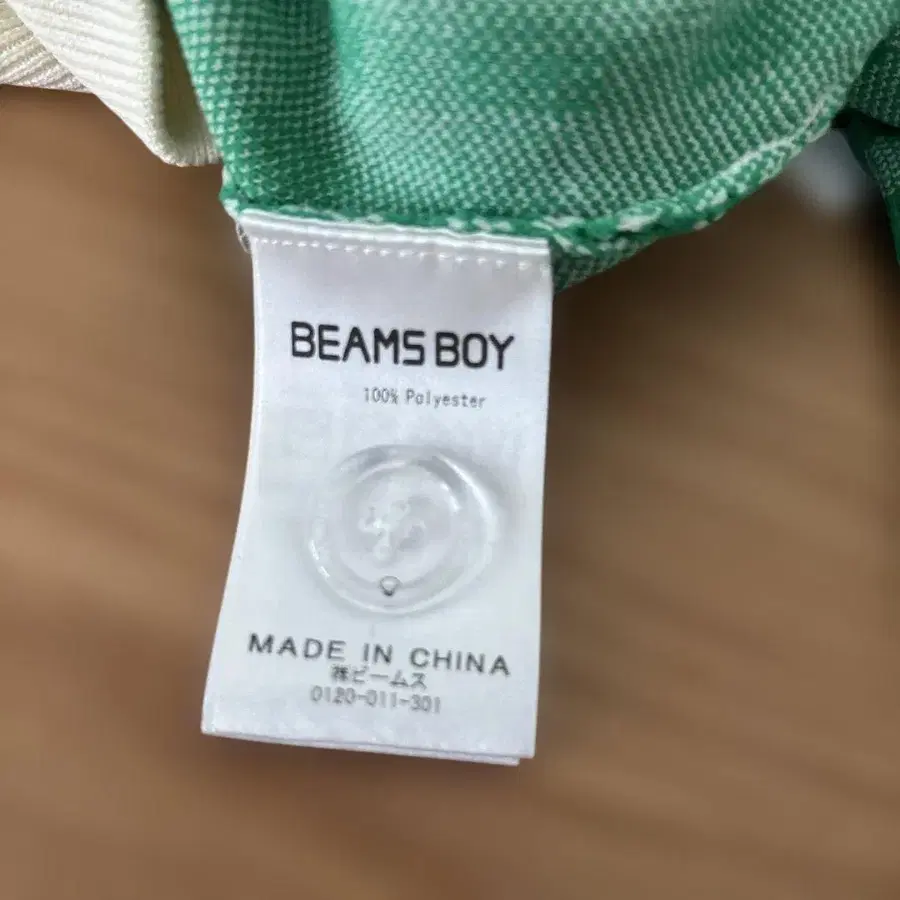 BEAMS BOY
100% Polyester
MADE IN CHINA
㈱ビームス
0120-011-301